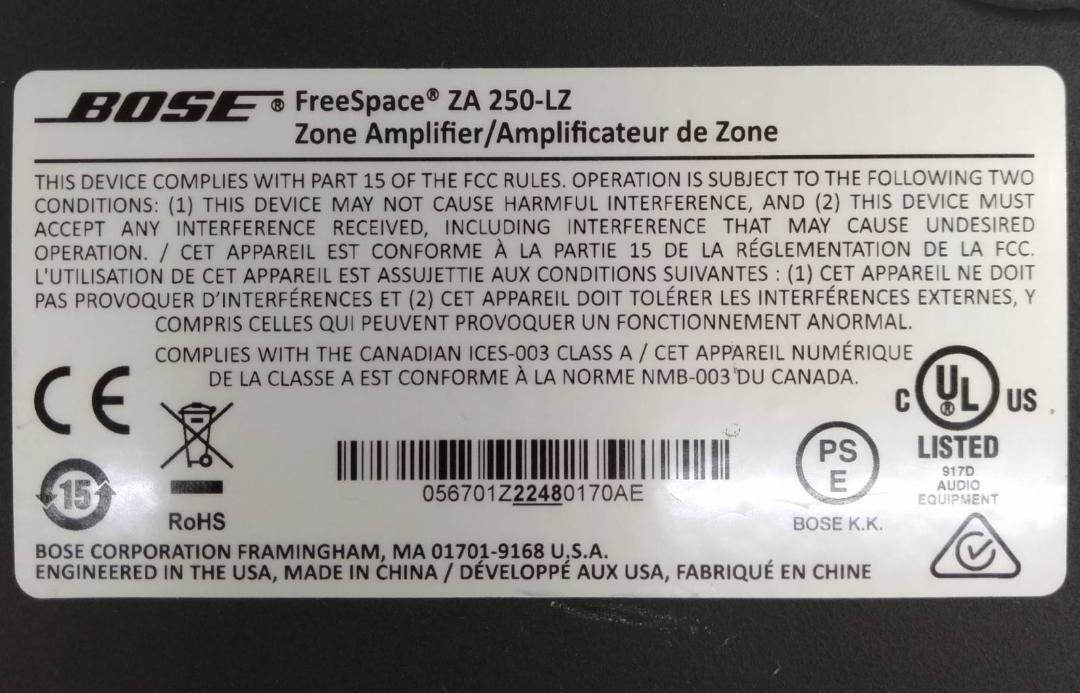 BOSE® FreeSpace® ZA 250-LZ
Zone Amplifier/Amplificateur de Zone
THIS DEVICE COMPLIES WITH PART 15 OF THE FCC RULES. OPERATION IS SUBJECT TO THE FOLLOWING TWO
CONDITIONS: (1) THIS DEVICE MAY NOT CAUSE HARMFUL INTERFERENCE, AND (2) THIS DEVICE MUST
ACCEPT ANY INTERFERENCE RECEIVED, INCLUDING INTERFERENCE THAT MAY CAUSE UNDESIRED
OPERATION. / CET APPAREIL EST CONFORME À LA PARTIE 15 DE LA RÉGLEMENTATION DE LA FCC.
L'UTILISATION DE CET APPAREIL EST ASSUJETTIE AUX CONDITIONS SUIVANTES : (1) CET APPAREIL NE DOIT
PAS PROVOQUER D'INTERFÉRENCES ET (2) CET APPAREIL DOIT TOLÉRER LES INTERFÉRENCES EXTERNES, Y
COMPRIS CELLES QUI PEUVENT PROVOQUER UN FONCTIONNEMENT ANORMAL.
COMPLIES WITH THE CANADIAN ICES-003 CLASS A / CET APPAREIL NUMÉRIQUE
DE LA CLASSE A EST CONFORME À LA NORME NMB-003 DU CANADA.
CE
C UL® US
LISTED
917D
AUDIO
EQUIPMENT
15
RoHS
056701Z22480170AE
PS
E
BOSE K.K.
BOSE CORPORATION FRAMINGHAM, MA 01701-9168 U.S.A.
ENGINEERED IN THE USA, MADE IN CHINA / DÉVELOPPÉ AUX USA, FABRIQUÉ EN CHINE